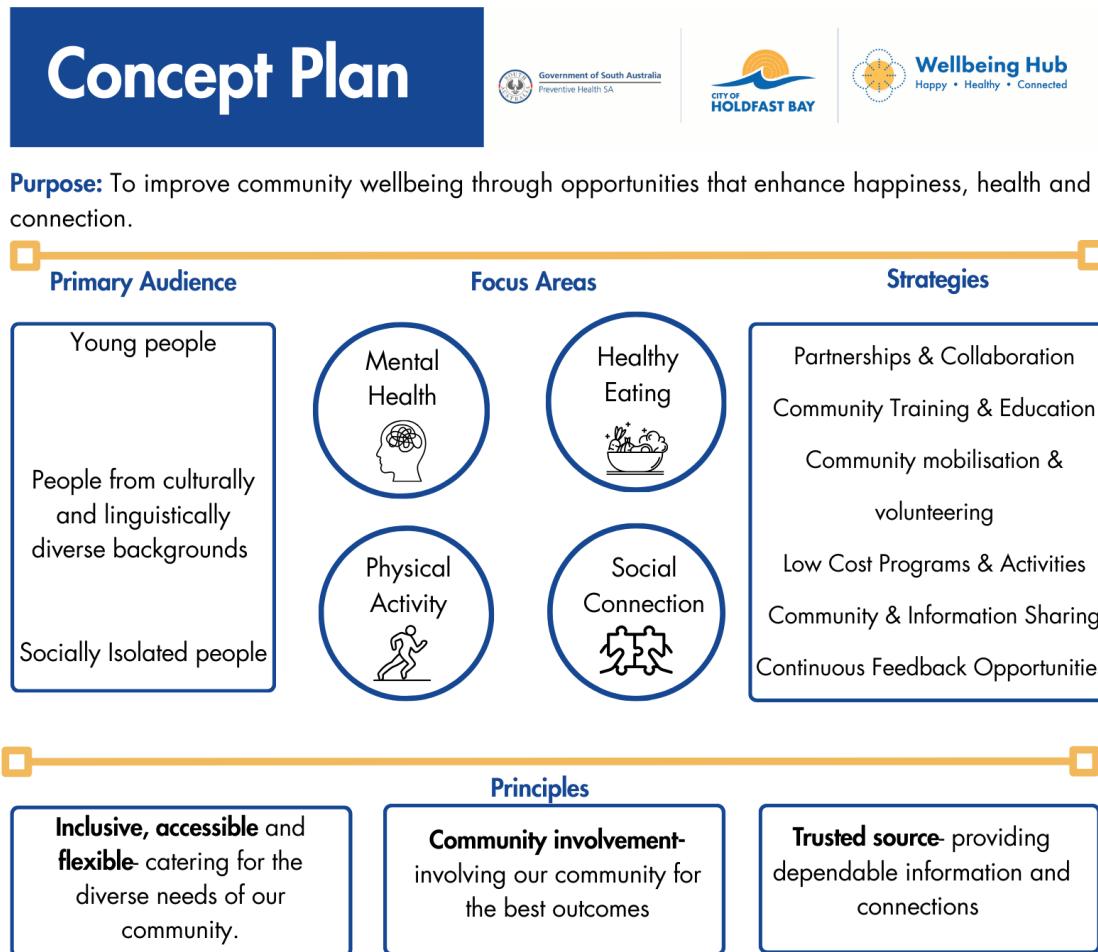 Concept Plan
Government of South Australia
Preventive Health SA
CITY OF
HOLDFAST BAY
Wellbeing Hub
Happy • Healthy • Connected
Purpose: To improve community wellbeing through opportunities that enhance happiness, health and
connection.
Primary Audience
Young people
People from culturally
and linguistically
diverse backgrounds
Socially Isolated people
Focus Areas
Mental
Health
Healthy
Eating
Physical
Activity
Social
Connection
Strategies
Partnerships & Collaboration
Community Training & Education
Community mobilisation &
volunteering
Low Cost Programs & Activities
Community & Information Sharing
Continuous Feedback Opportunitie
Principles
Inclusive, accessible and
flexible- catering for the
diverse needs of our
community.
Community involvement-
involving our community for
the best outcomes
Trusted source- providing
dependable information and
connections